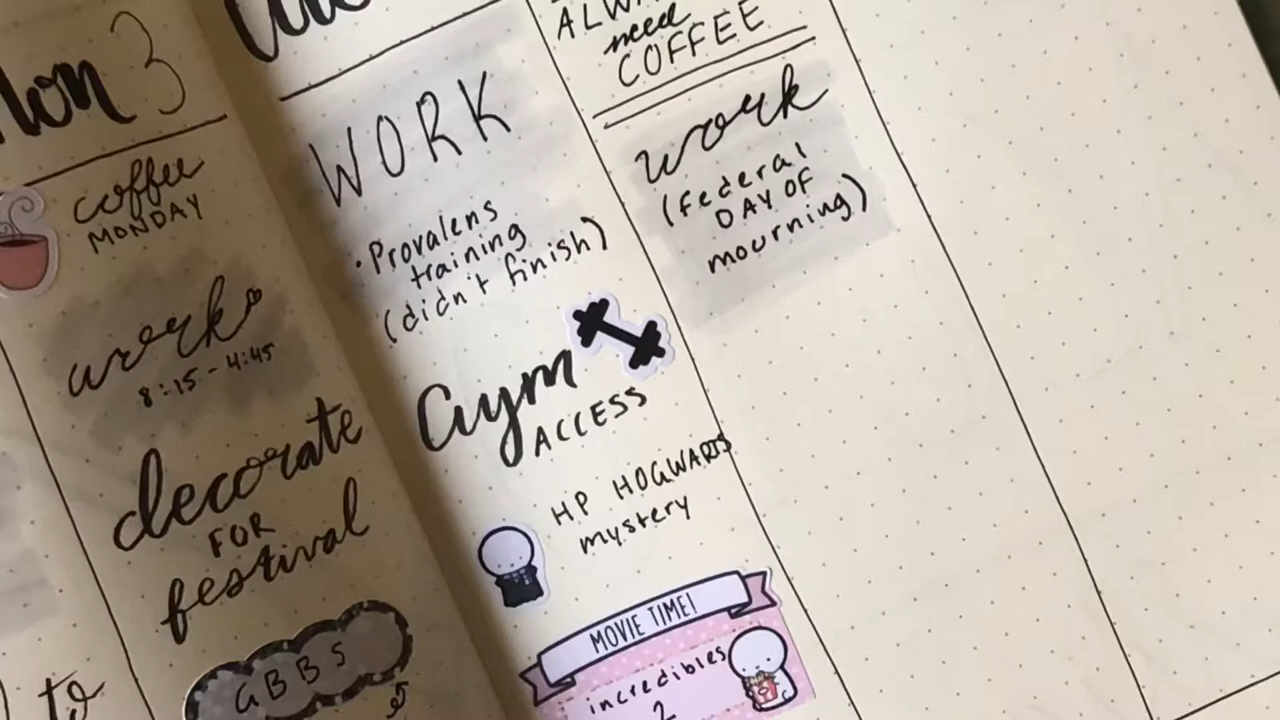 Mon 3
coffee
MONDAY
work
8:15-4:45
decorate
FOR
festival
GBBS
to
WORK
• Provalens
training
(didn't finish)
Gym
ACCESS
HP HOGWARTS
mystery
MOVIE TIME!
incredibles
2
need
COFFEE
work
(Federal
DAY OF
mourning)